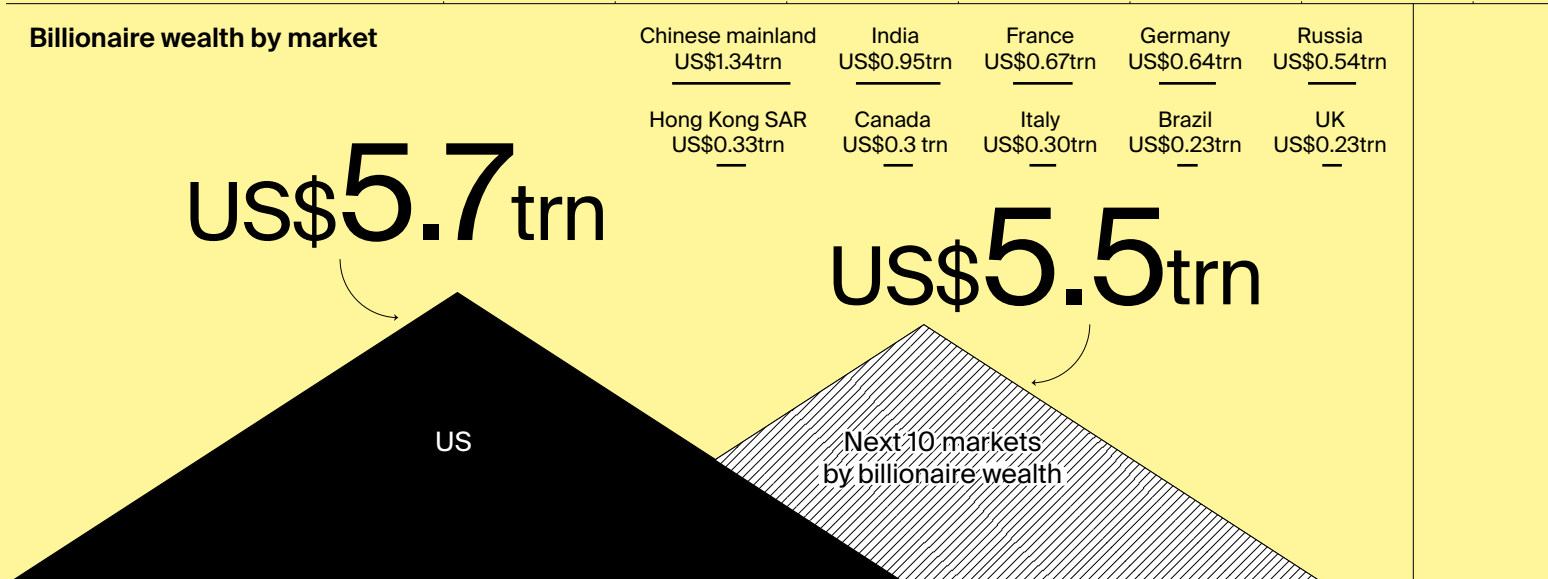 Billionaire wealth by market
Chinese mainland
US$1.34trn
India
US$0.95trn
France
US$0.67trn
Germany
US$0.64trn
Russia
US$0.54trn
Hong Kong SAR
US$0.33trn
Canada
US$0.3 trn
Italy
US$0.30trn
Brazil
US$0.23trn
UK
US$0.23trn
US$5.7trn
US$5.5trn
US
Next 10 markets
by billionaire wealth